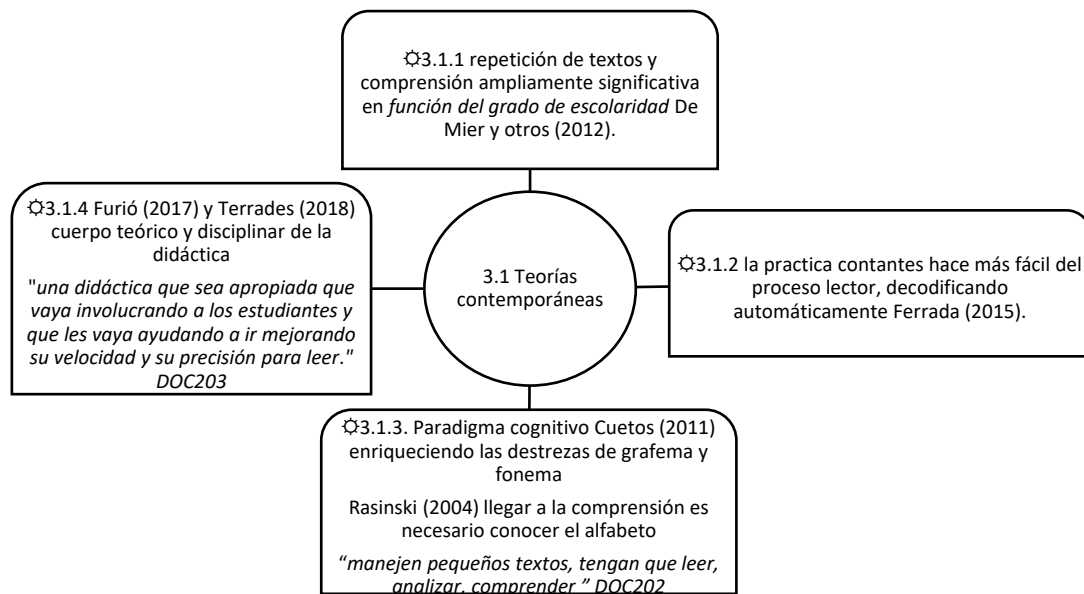 ☼3.1.1 repetición de textos y
comprensión ampliamente significativa
en función del grado de escolaridad De
Mier y otros (2012).
☼3.1.4 Furió (2017) y Terrades (2018)
cuerpo teórico y disciplinar de la
didáctica
"una didáctica que sea apropiada que
vaya involucrando a los estudiantes y
que les vaya ayudando a ir mejorando
su velocidad y su precisión para leer."
DOC203
3.1 Teorías
contemporáneas
☼3.1.2 la practica contantes hace más fácil del
proceso lector, decodificando
automáticamente Ferrada (2015).
☼3.1.3. Paradigma cognitivo Cuetos (2011)
enriqueciendo las destrezas de grafema y
fonema
Rasinski (2004) llegar a la comprensión es
necesario conocer el alfabeto
“manejen pequeños textos, tengan que leer,
analizar, comprender ” DOC202